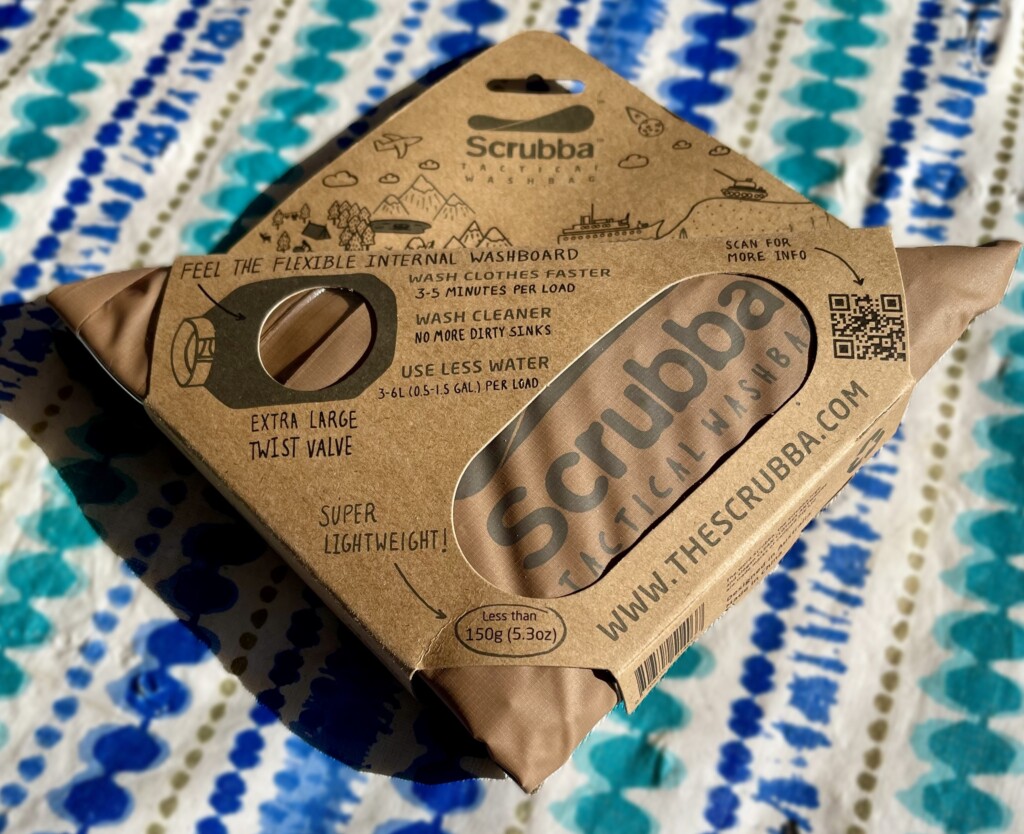 Scrubba
TACTICAL
WASHBAG
FEEL THE FLEXIBLE INTERNAL WASHBOARD
WASH CLOTHES FASTER
3-5 MINUTES PER LOAD
WASH CLEANER
NO MORE DIRTY SINKS
USE LESS WATER
3-6L (0.5-1.5 GAL) PER LOAD
EXTRA LARGE
TWIST VALVE
SCAN FOR
MORE INFO
Scrubba
TACTICAL WASHBA
SUPER
LIGHTWEIGHT!
Less than
150g (5.3oz)
WWW.THESCRUBBA.COM